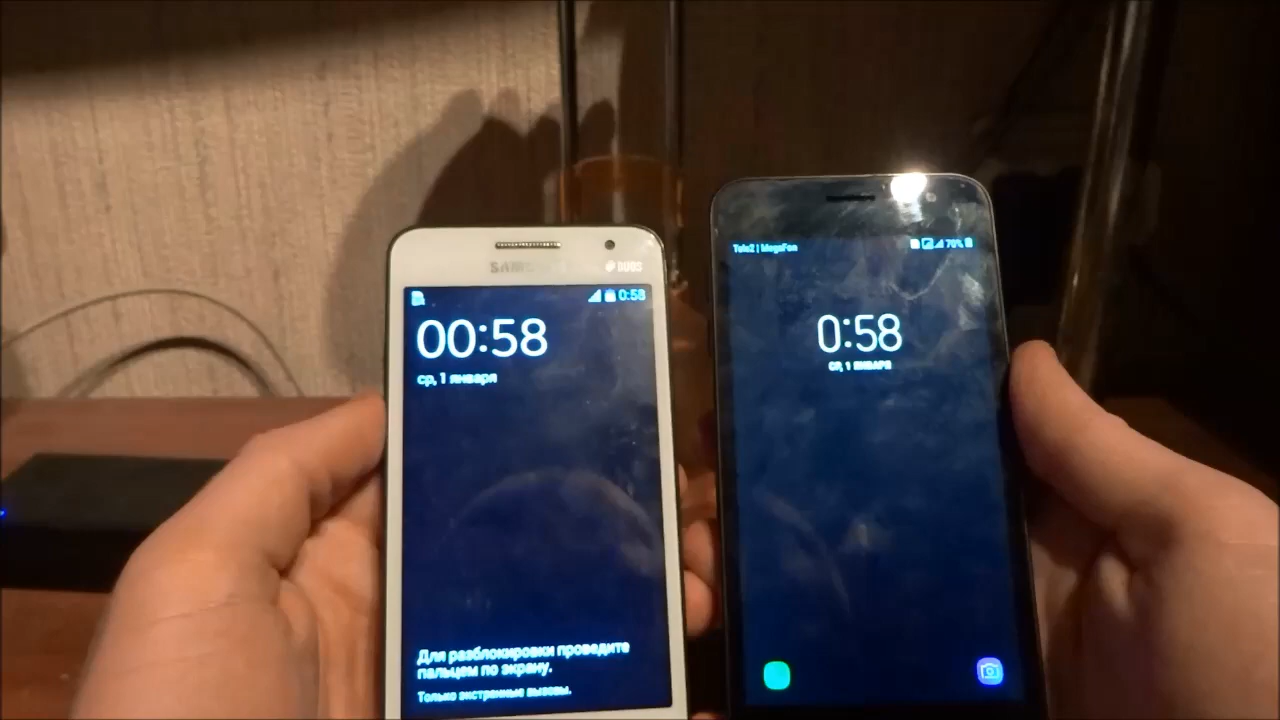 SAMSUNG
DUOS
0:58
00:58
ср, 1 января
Для разблокировки проведите
пальцем по экрану.
Только экстренные вызовы.
Tele2 | MegaFon
70%
0:58
СР, 1 ЯНВАРЯ